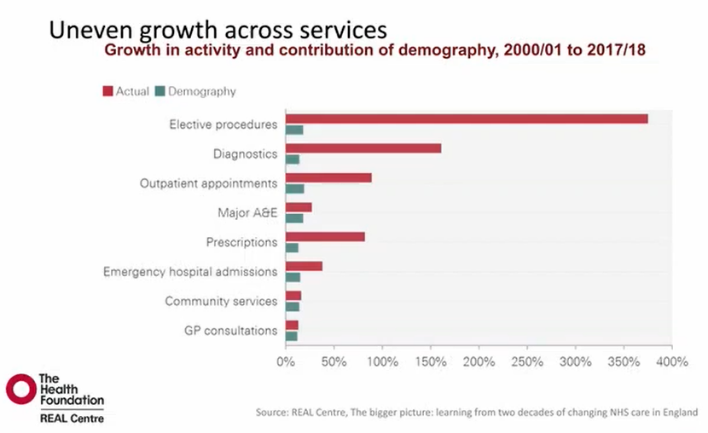 Uneven growth across services
Growth in activity and contribution of demography, 2000/01 to 2017/18
Actual Demography
Elective procedures
Diagnostics
Outpatient appointments
Major A&E
Prescriptions
Emergency hospital admissions
Community services
GP consultations
0% 50% 100% 150% 200% 250% 300% 350% 400%
The
Health
Foundation
REAL Centre
Source: REAL Centre, The bigger picture: learning from two decades of changing NHS care in England